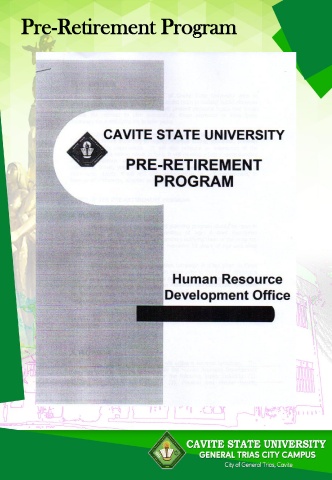 Pre-Retirement Program
CAVITE STATE UNIVERSITY
PRE-RETIREMENT
PROGRAM
Human Resource
Development Office
CAVITE STATE UNIVERSITY
GENERAL TRIAS CITY CAMPUS
City of General Trias, Cavite